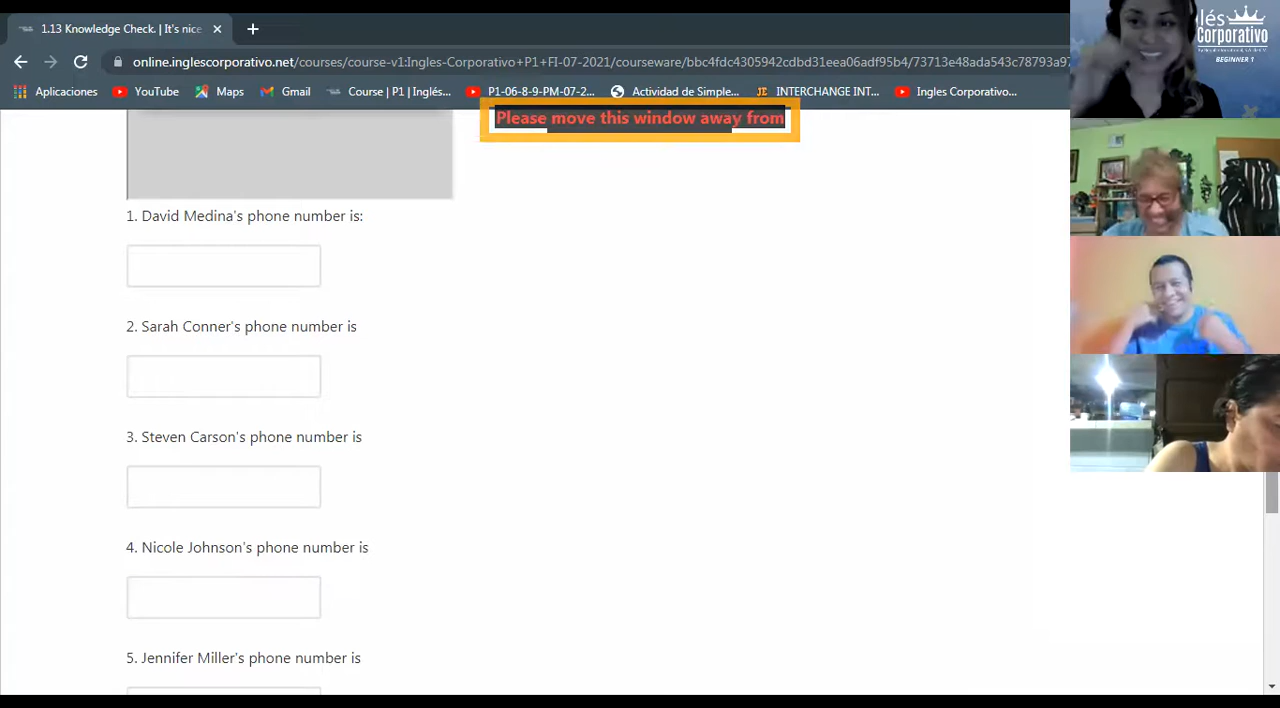 1.13 Knowledge Check. | It's nice
online.inglescorporativo.net/courses/course-v1:Ingles-Corporativo+P1+FI-07-2021/courseware/bbc4fdc4305942cdbd31eea06adf95b4/73713e48ada543c78793a97
Aplicaciones YouTube Maps Gmail Course | P1 | Inglés... P1-06-8-9-PM-07-2... Actividad de Simple... INTERCHANGE INT... Ingles Corporativo...
lés
Corporativo
BEGINNER 1
Please move this window away from
1. David Medina's phone number is:
2. Sarah Conner's phone number is
3. Steven Carson's phone number is
4. Nicole Johnson's phone number is
5. Jennifer Miller's phone number is